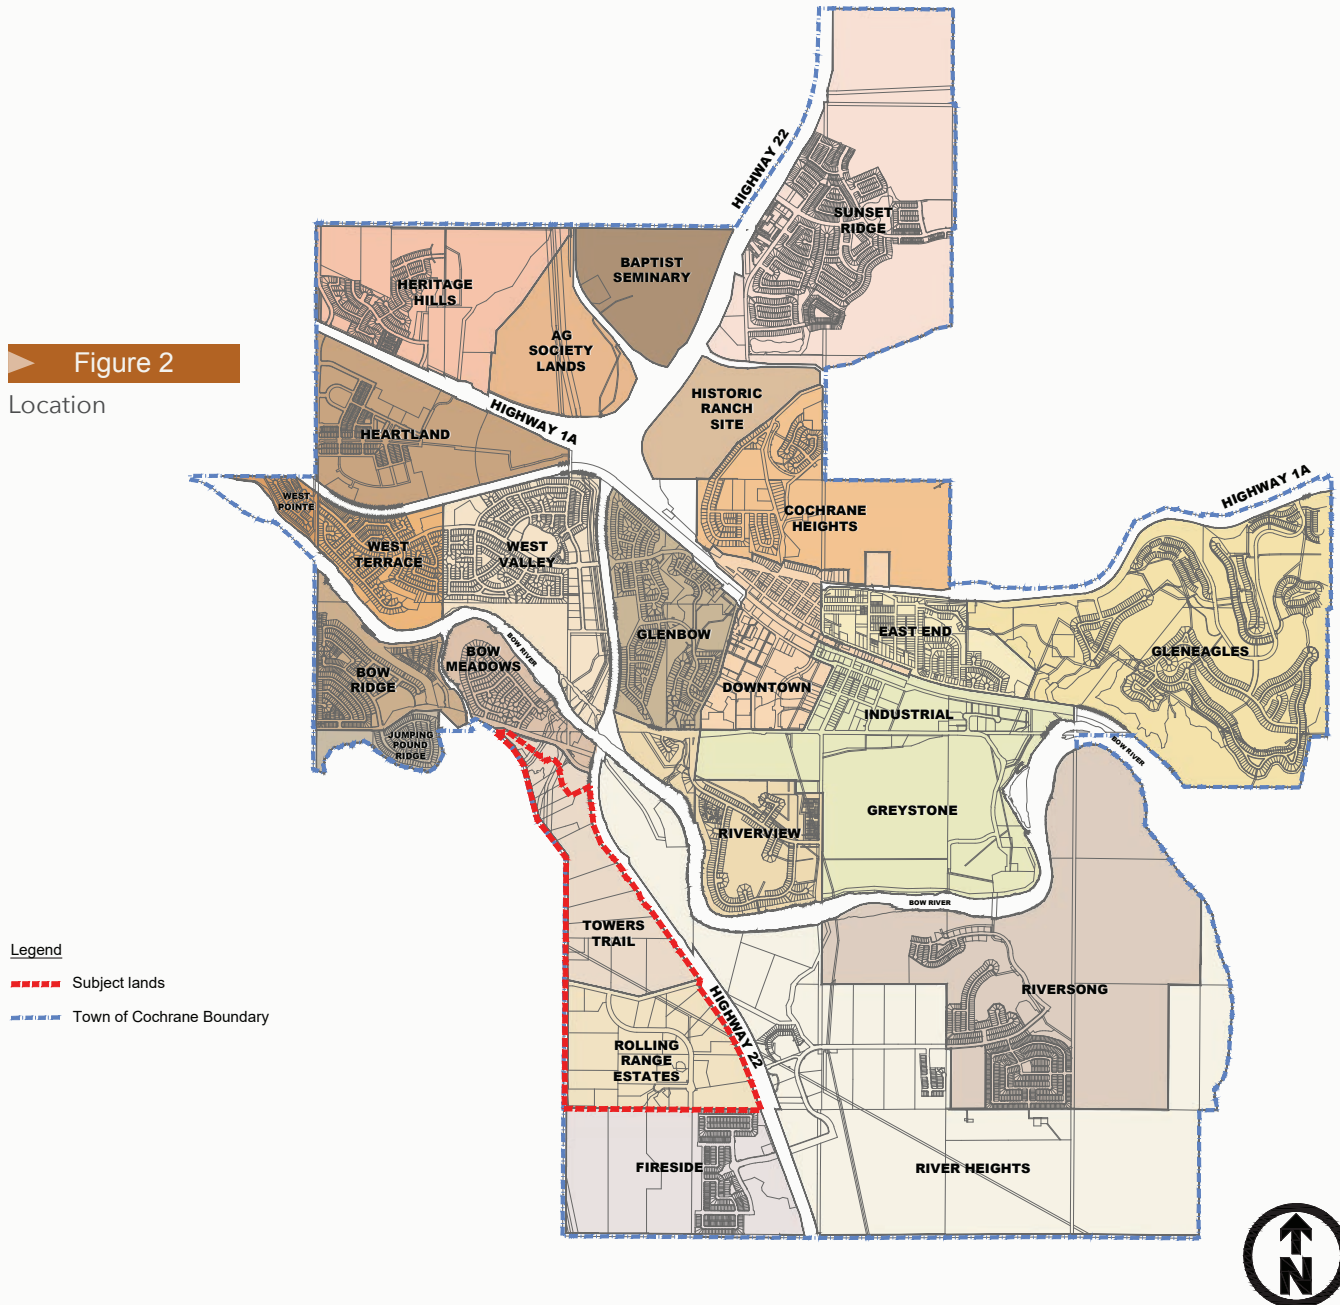 HIGHWAY 22
SUNSET
RIDGE
BAPTIST
SEMINARY
HERITAGE
HILLS
AG
SOCIETY
LANDS
Figure 2
Location
HISTORIC
RANCH
SITE
HIGHWAY 1A
HEARTLAND
HIGHWAY 1A
WEST
POINTE
COCHRANE
HEIGHTS
WEST
TERRACE
WEST
VALLEY
GLENBOW
EAST END
BOW RIVER
BOW
MEADOWS
GLENEAGLES
BOW
RIDGE
DOWNTOWN
INDUSTRIAL
JUMPING
POUND
RIDGE
BOW RIVER
GREYSTONE
RIVERVIEW
BOW RIVER
TOWERS
TRAIL
Legend
Subject lands
Town of Cochrane Boundary
RIVERSONG
HIGHWAY 22
ROLLING
RANGE
ESTATES
FIRESIDE
RIVER HEIGHTS
N